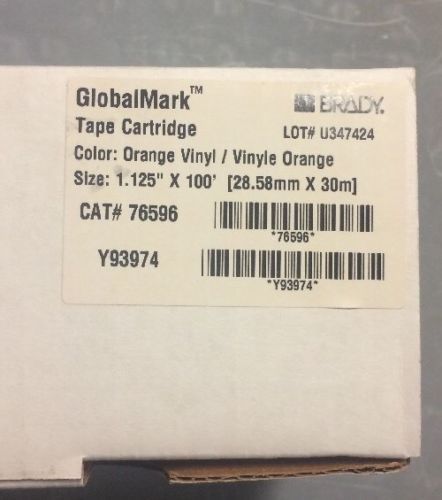 GlobalMark™
BRADY.
Tape Cartridge
LOT# U347424
Color: Orange Vinyl / Vinyle Orange
Size: 1.125" X 100' [28.58mm X 30m]
CAT# 76596
*76596*
Y93974
*Y93974*